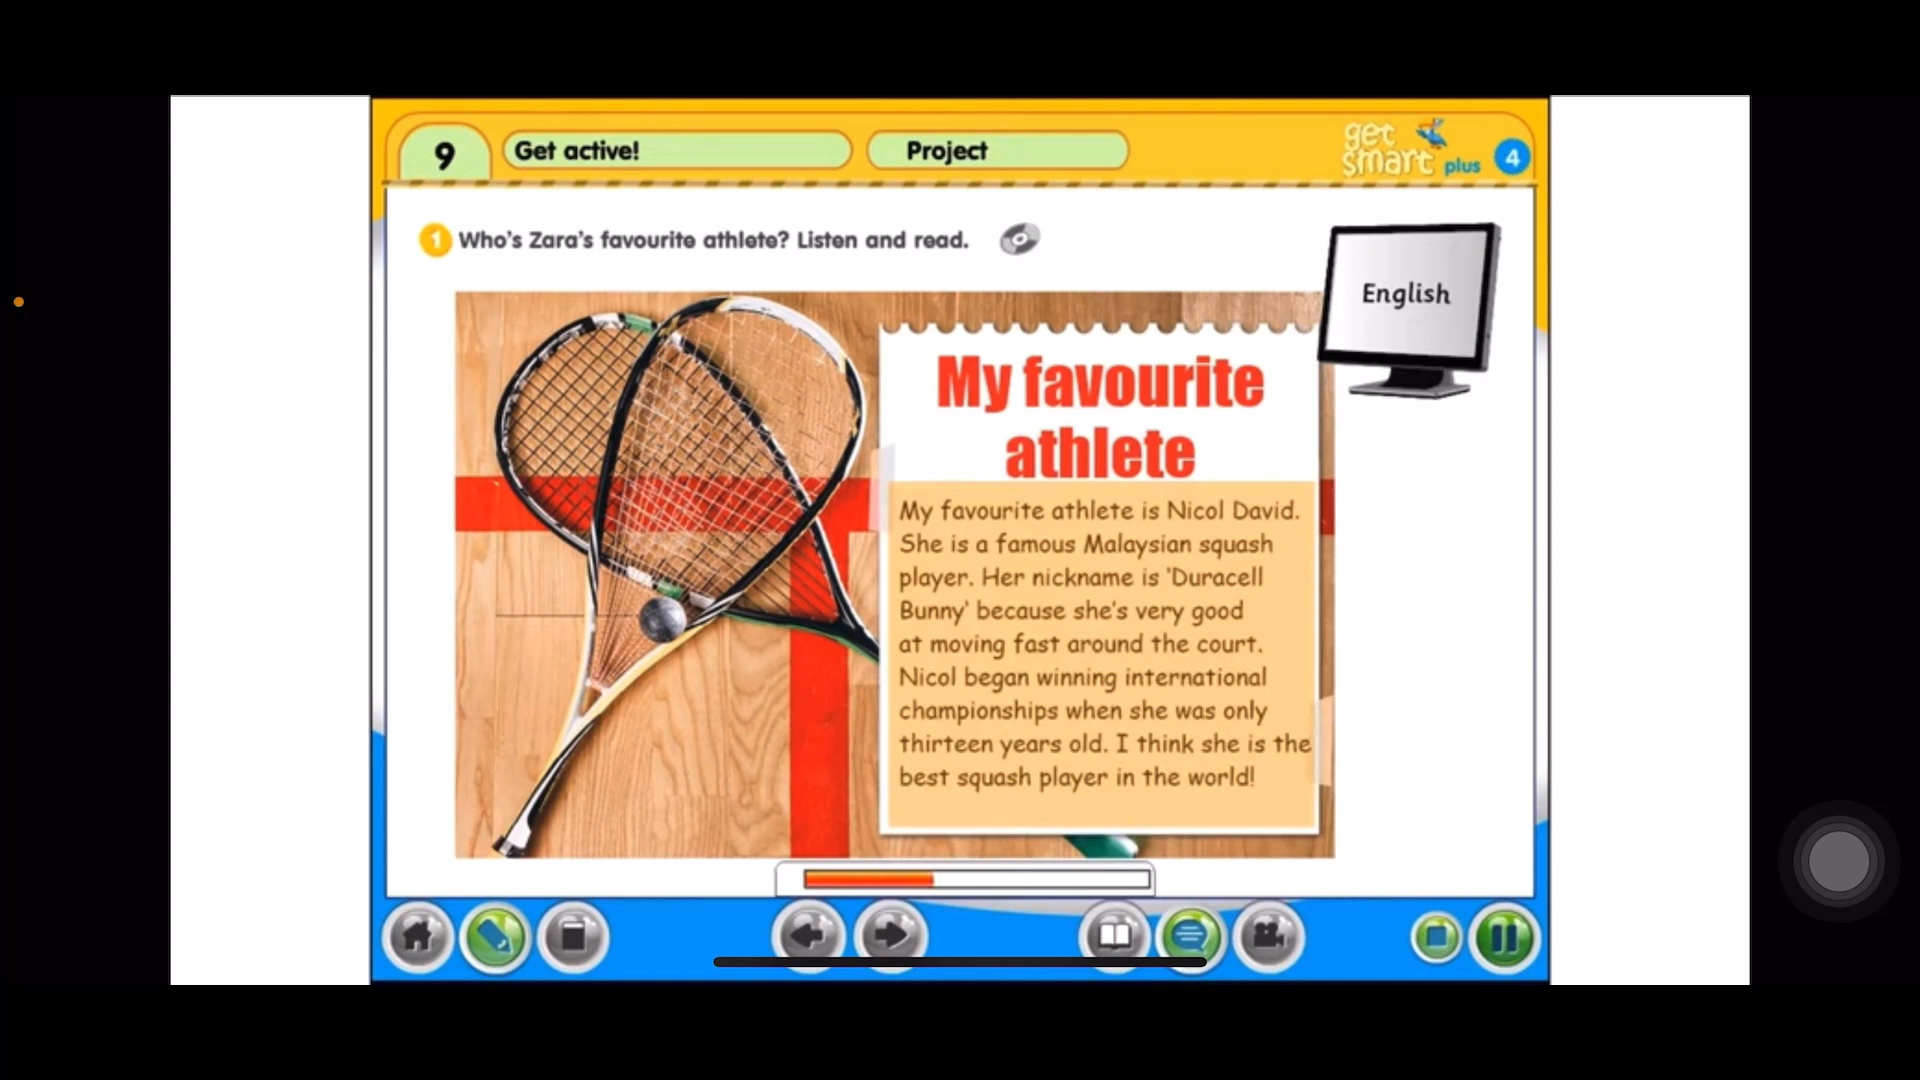 9
Get active!
Project
get
smart plus 4
1 Who's Zara's favourite athlete? Listen and read.
English
My favourite
athlete
My favourite athlete is Nicol David.
She is a famous Malaysian squash
player. Her nickname is 'Duracell
Bunny' because she's very good
at moving fast around the court.
Nicol began winning international
championships when she was only
thirteen years old. I think she is the
best squash player in the world!